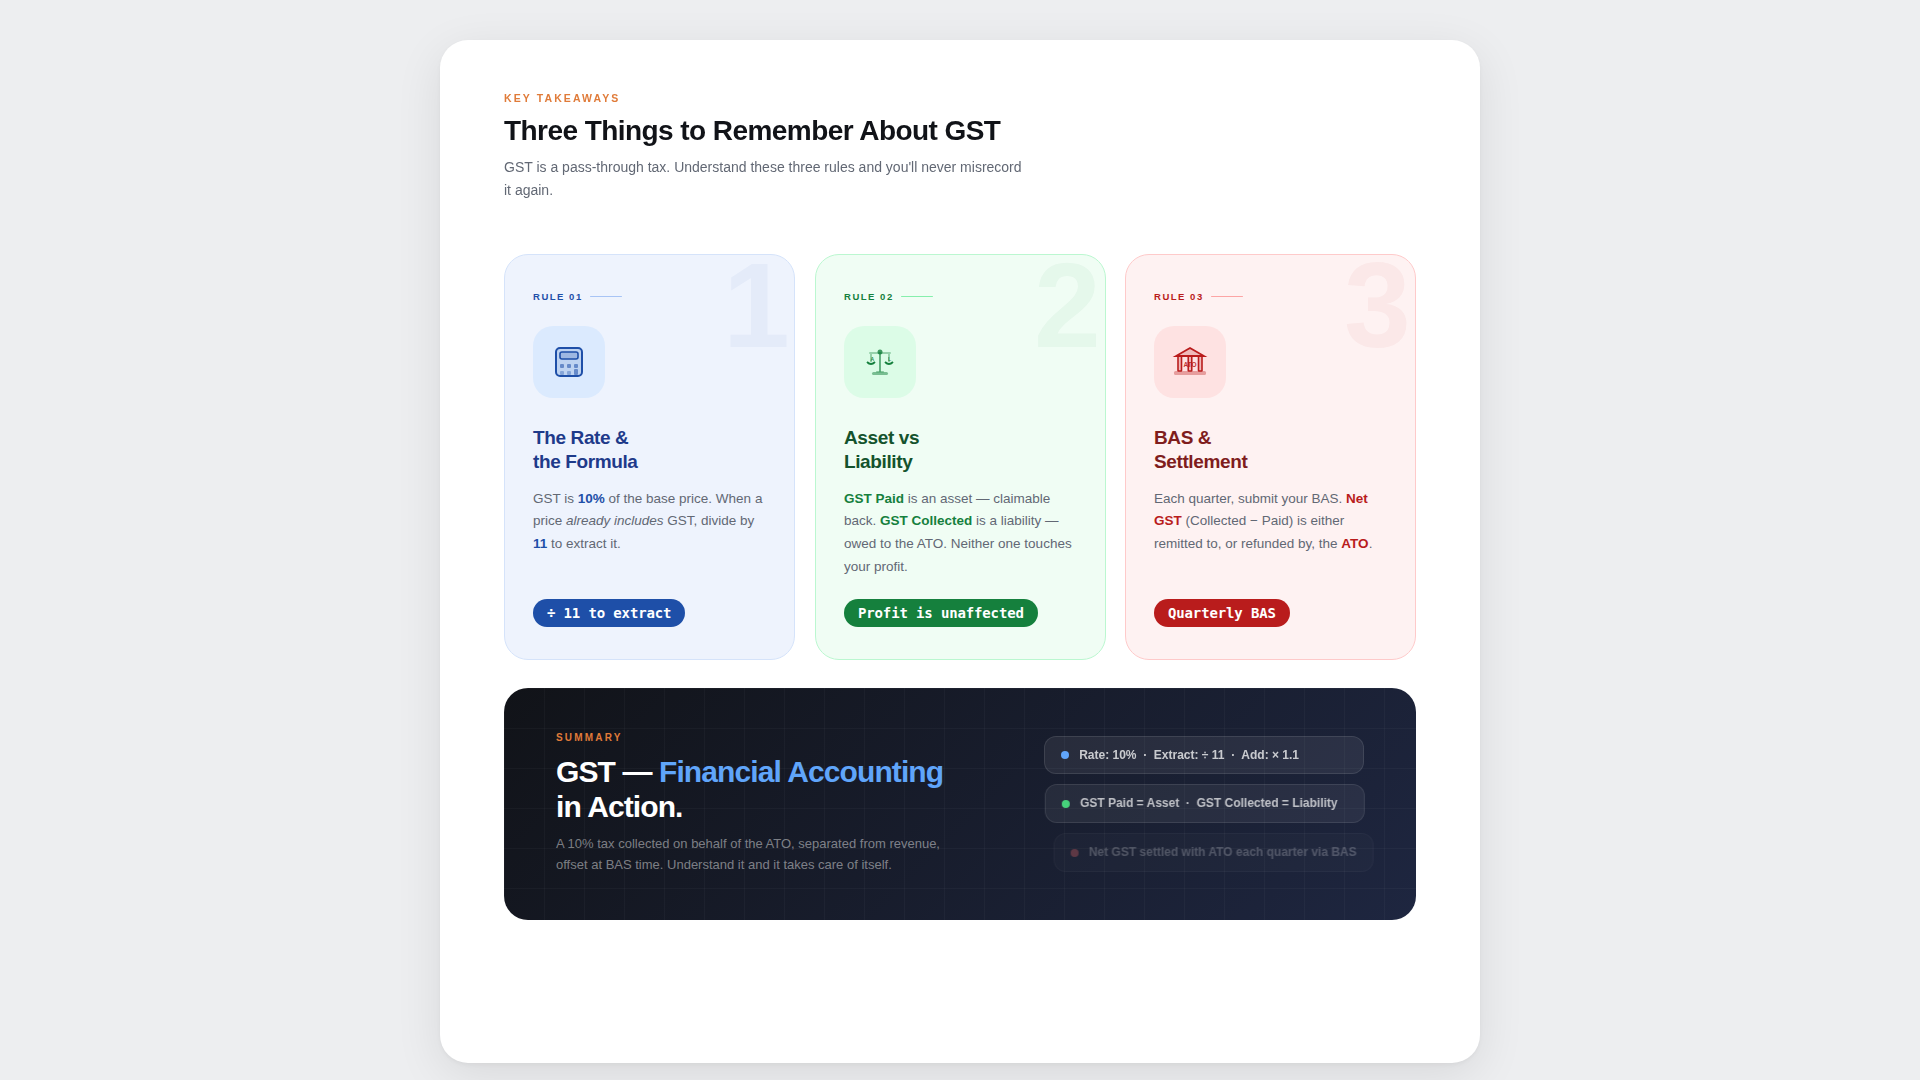 KEY TAKEAWAYS
Three Things to Remember About GST
GST is a pass-through tax. Understand these three rules and you'll never misrecord
it again.
1
RULE 01
The Rate &
the Formula
GST is 10% of the base price. When a
price already includes GST, divide by
11 to extract it.
÷ 11 to extract
2
RULE 02
Asset vs
Liability
GST Paid is an asset — claimable
back. GST Collected is a liability —
owed to the ATO. Neither one touches
your profit.
Profit is unaffected
3
RULE 03
ATO
BAS &
Settlement
Each quarter, submit your BAS. Net
GST (Collected − Paid) is either
remitted to, or refunded by, the ATO.
Quarterly BAS
SUMMARY
GST — Financial Accounting
in Action.
A 10% tax collected on behalf of the ATO, separated from revenue,
offset at BAS time. Understand it and it takes care of itself.
Rate: 10% · Extract: ÷ 11 · Add: × 1.1
GST Paid = Asset · GST Collected = Liability
Net GST settled with ATO each quarter via BAS